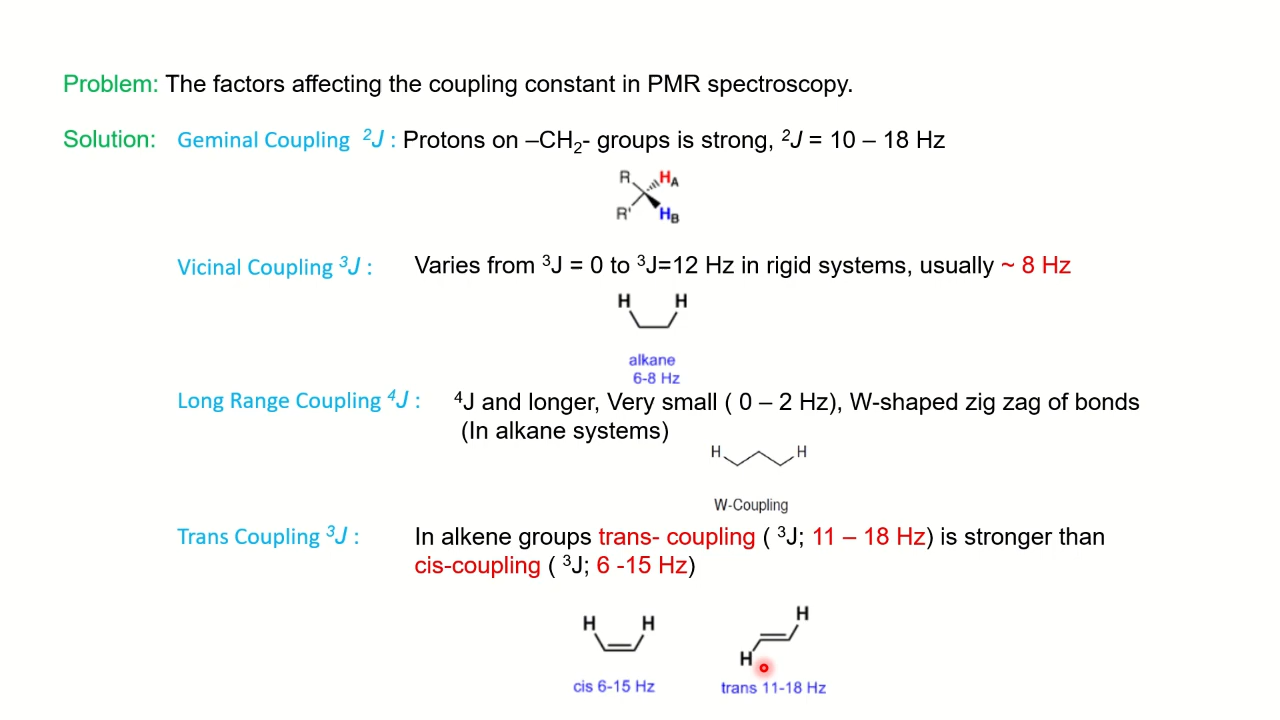 Problem: The factors affecting the coupling constant in PMR spectroscopy.
Solution: Geminal Coupling ²J : Protons on –CH₂- groups is strong, ²J = 10 – 18 Hz
R H_A
R' H_B
Vicinal Coupling ³J : Varies from ³J = 0 to ³J=12 Hz in rigid systems, usually ~ 8 Hz
H H
alkane
6-8 Hz
Long Range Coupling ⁴J : ⁴J and longer, Very small ( 0 – 2 Hz), W-shaped zig zag of bonds
(In alkane systems)
H H
W-Coupling
Trans Coupling ³J : In alkene groups trans- coupling ( ³J; 11 – 18 Hz) is stronger than
cis-coupling ( ³J; 6 -15 Hz)
H H H
H
cis 6-15 Hz trans 11-18 Hz